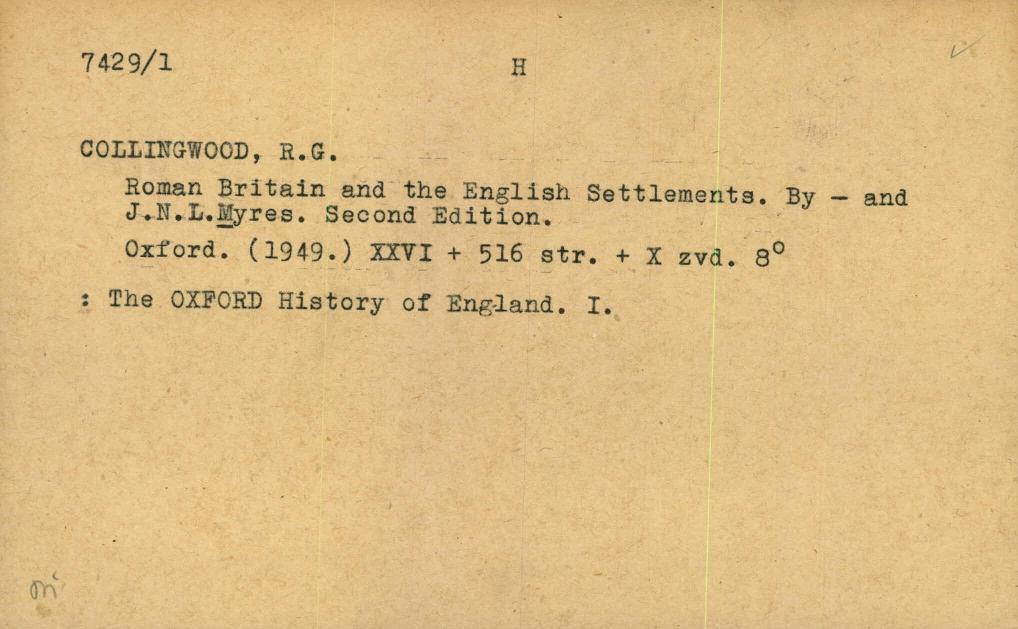 7429/1 H
COLLINGWOOD, R.G.
Roman Britain and the English Settlements. By — and
J.N.L.Myres. Second Edition.
Oxford. (1949.) XXVI + 516 str. + X zvd. 8º
: The OXFORD History of England. I.